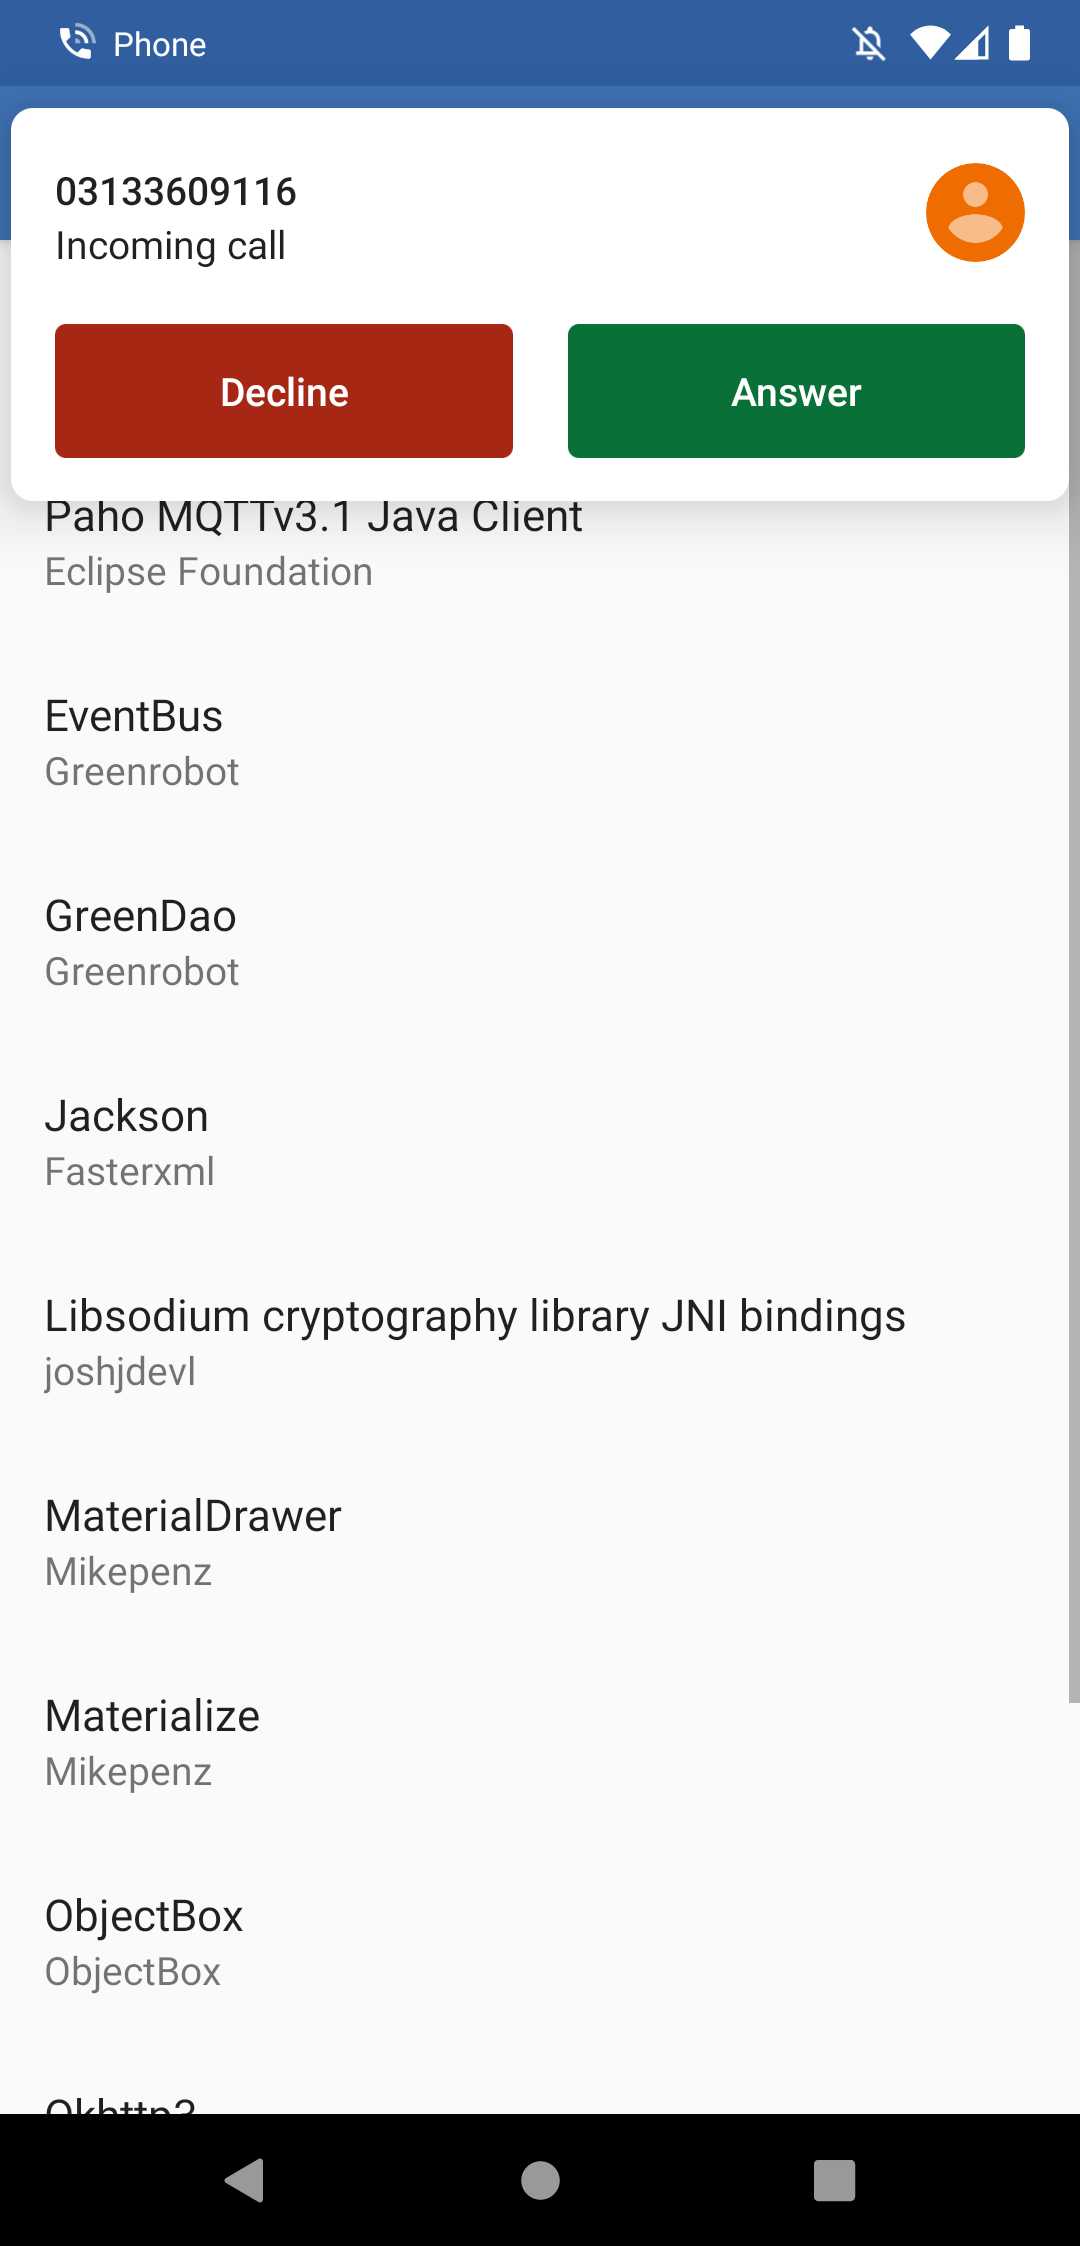 Phone
03133609116
Incoming call
Decline
Answer
Paho MQTTv3.1 Java Client
Eclipse Foundation
EventBus
Greenrobot
GreenDao
Greenrobot
Jackson
Fasterxml
Libsodium cryptography library JNI bindings
joshjdevl
MaterialDrawer
Mikepenz
Materialize
Mikepenz
ObjectBox
ObjectBox
Okhttp3